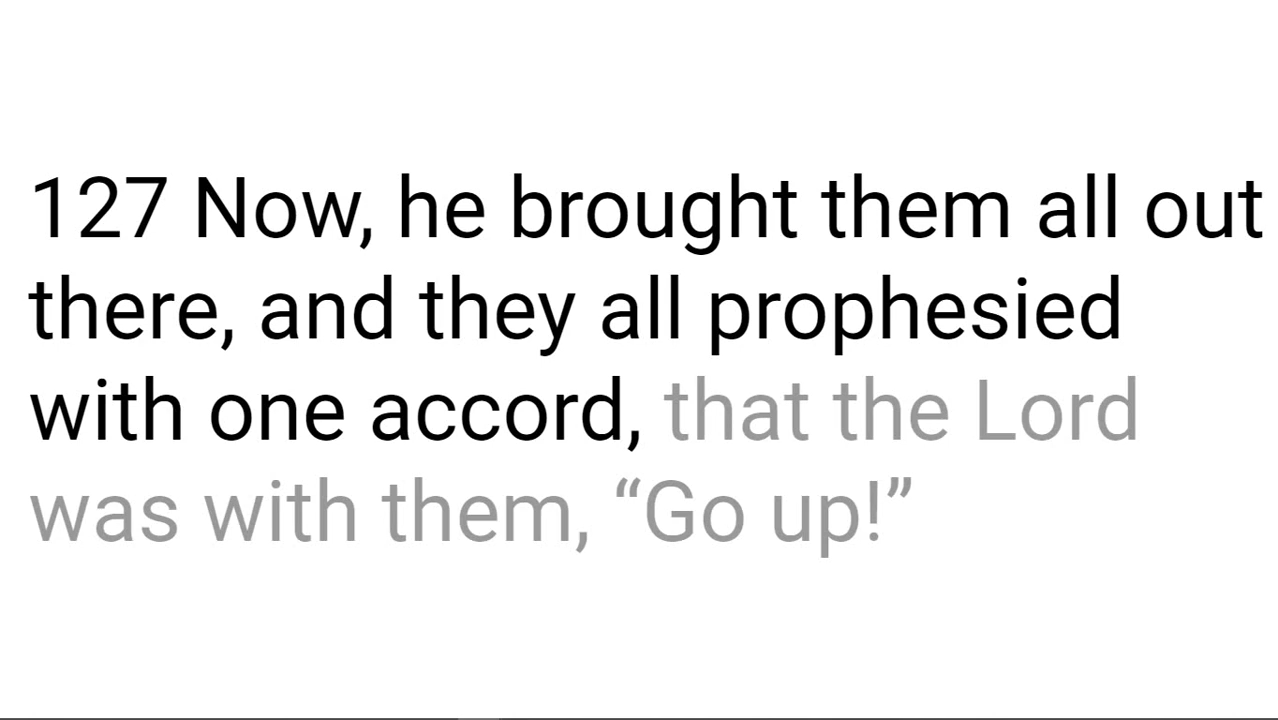 127 Now, he brought them all out
there, and they all prophesied
with one accord, that the Lord
was with them, “Go up!”